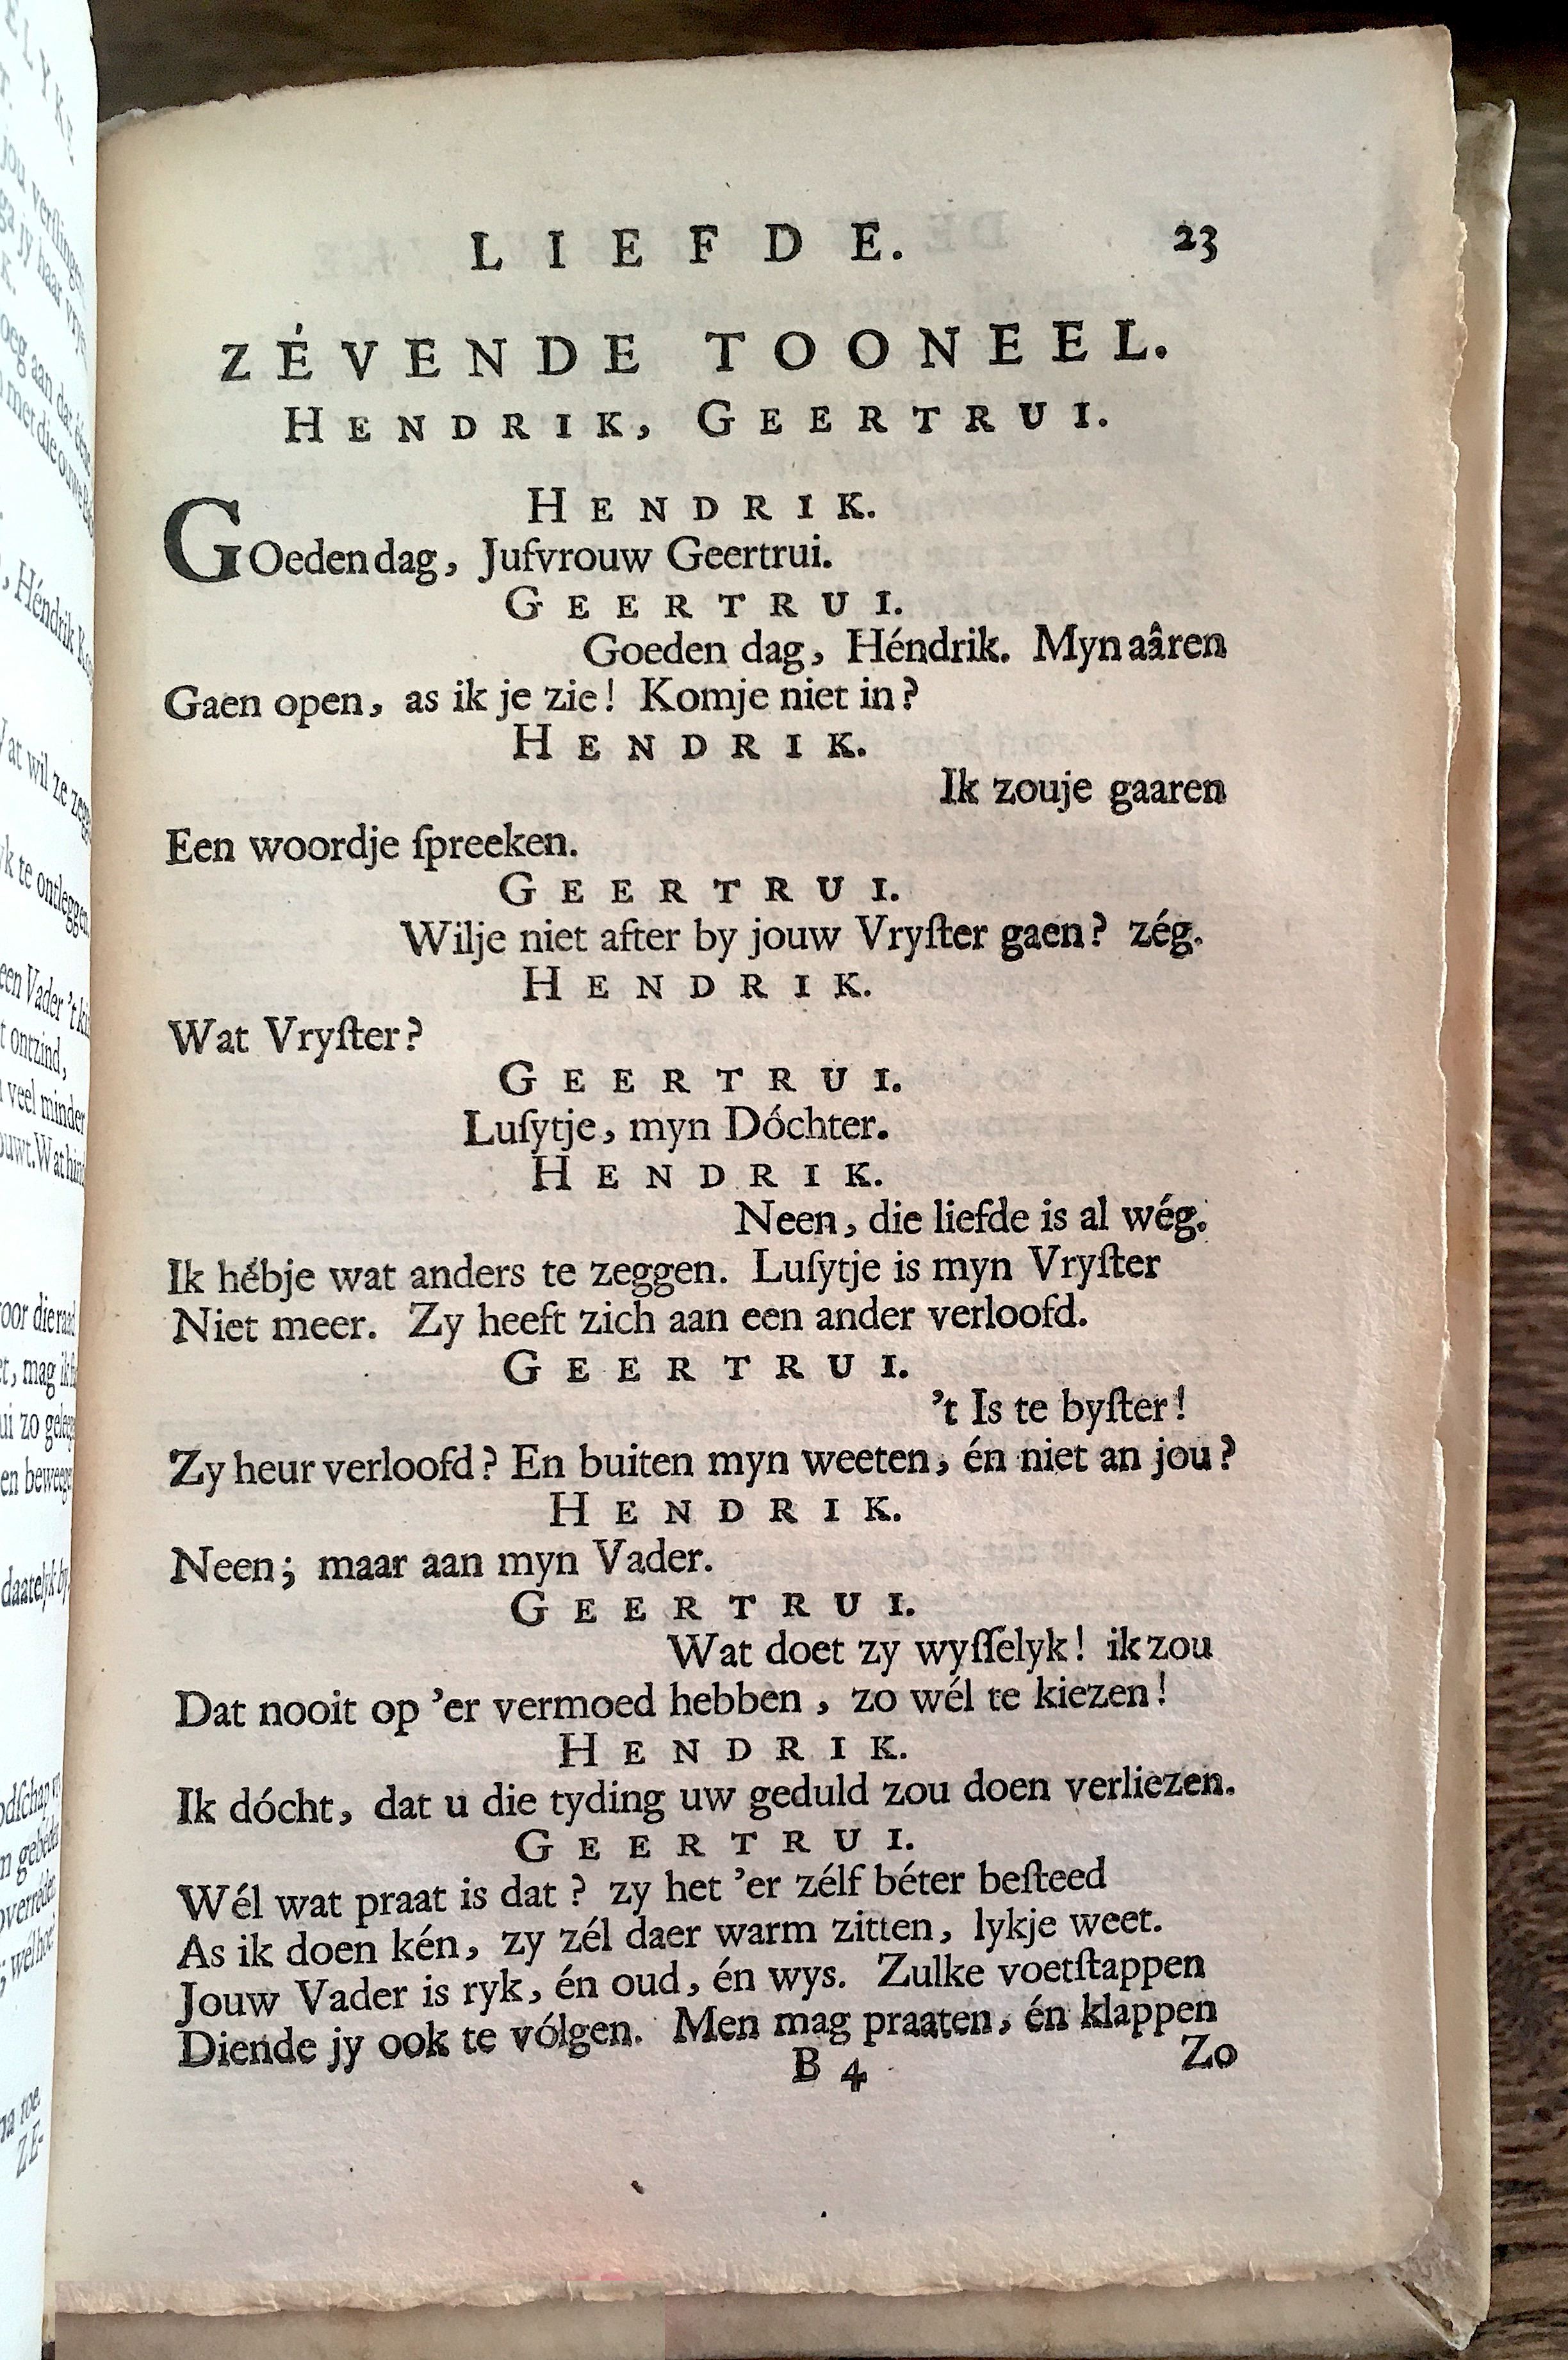 LIEFDE. 23
ZÉVENDE TOONEEL.
HENDRIK, GEERTRUI.
HENDRIK.
GOedendag, Jufvrouw Geertrui.
GEERTRUI.
Goeden dag, Héndrik. Myn aâren
Gaen open, as ik je zie! Komje niet in?
HENDRIK.
Ik zouje gaaren
Een woordje ſpreeken.
GEERTRUI.
Wilje niet after by jouw Vryſter gaen? zég.
HENDRIK.
Wat Vryſter?
GEERTRUI.
Luſytje, myn Dóchter.
HENDRIK.
Neen, die liefde is al wég.
Ik hébje wat anders te zeggen. Luſytje is myn Vryſter
Niet meer. Zy heeft zich aan een ander verloofd.
GEERTRUI.
't Is te byſter!
Zy heur verloofd? En buiten myn weeten, én niet an jou?
HENDRIK.
Neen; maar aan myn Vader.
GEERTRUI.
Wat doet zy wyſſelyk! ik zou
Dat nooit op 'er vermoed hebben, zo wél te kiezen!
HENDRIK.
Ik dócht, dat u die tyding uw geduld zou doen verliezen.
GEERTRUI.
Wél wat praat is dat? zy het 'er zélf béter beſteed
As ik doen kén, zy zél daer warm zitten, lykje weet.
Jouw Vader is ryk, én oud, én wys. Zulke voetſtappen
Diende jy ook te vólgen. Men mag praaten, én klappen
B 4 Zo